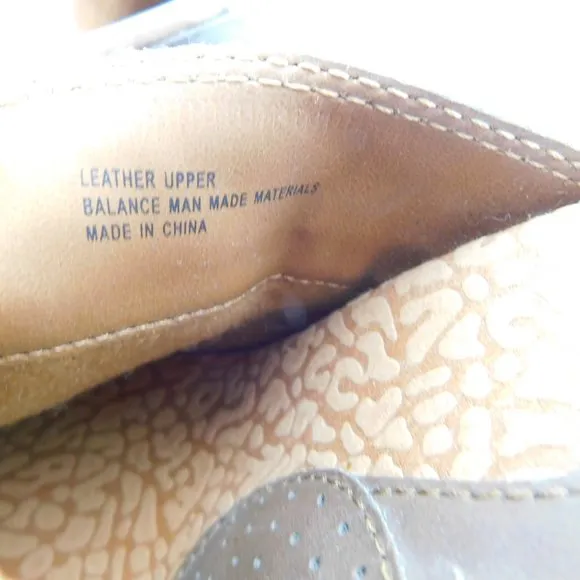 LEATHER UPPER
BALANCE MAN MADE MATERIALS
MADE IN CHINA